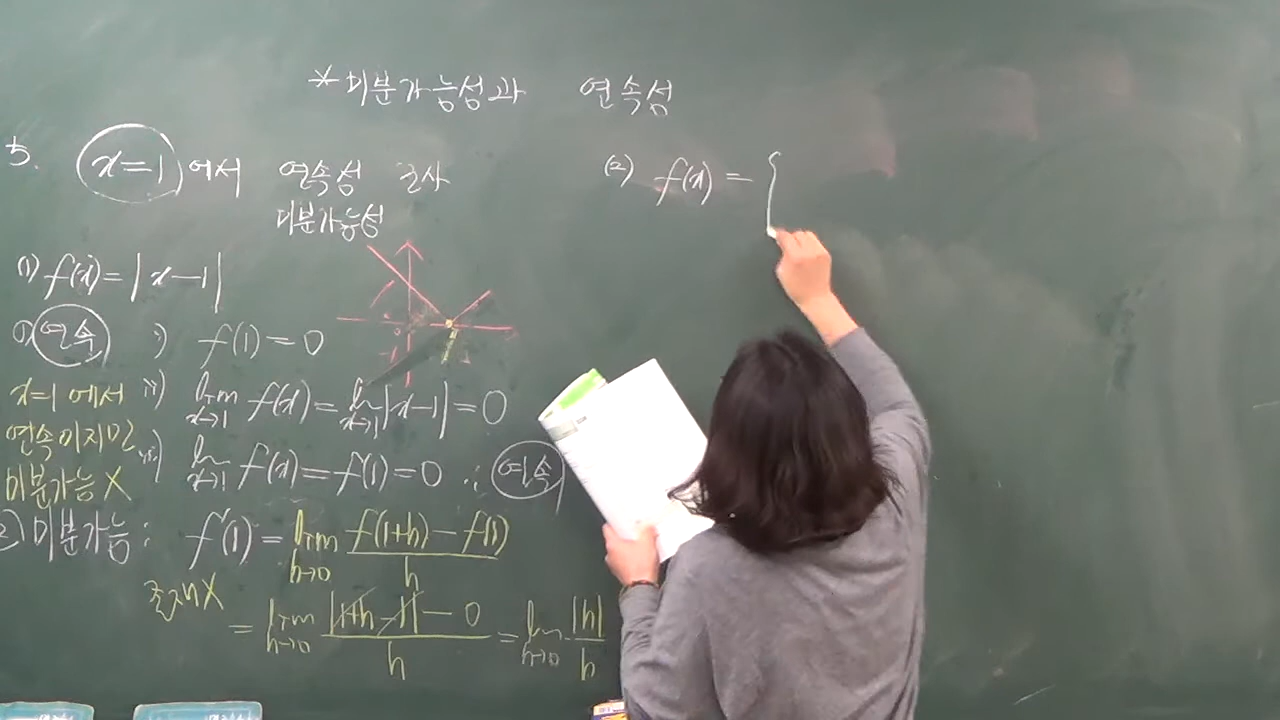 * 미분가능성과 연속성
5. x=1 에서 연속성 조사
미분가능성
(1) f(x) = |x-1|
① 연속 i) f(1) = 0
x=1 에서
연속이지만
미분가능 X
ii) lim x→1 f(x) = lim x→1 |x-1| = 0
iii) lim x→1 f(x) = f(1) = 0 ∴ 연속
2) 미분가능 : f'(1) = lim h→0 f(1+h) - f(1) / h
존재 X
= lim h→0 |1+h-1| - 0 / h = lim h→0 |h| / h
(2) f(x) = {